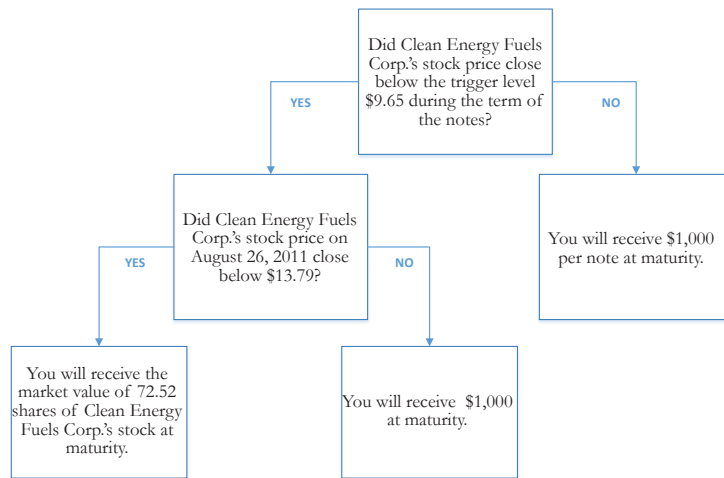 Did Clean Energy Fuels
Corp.'s stock price close
below the trigger level
$9.65 during the term of
the notes?
YES
NO
Did Clean Energy Fuels
Corp.'s stock price on
August 26, 2011 close
below $13.79?
You will receive $1,000
per note at maturity.
YES
NO
You will receive the
market value of 72.52
shares of Clean Energy
Fuels Corp.'s stock at
maturity.
You will receive $1,000
at maturity.